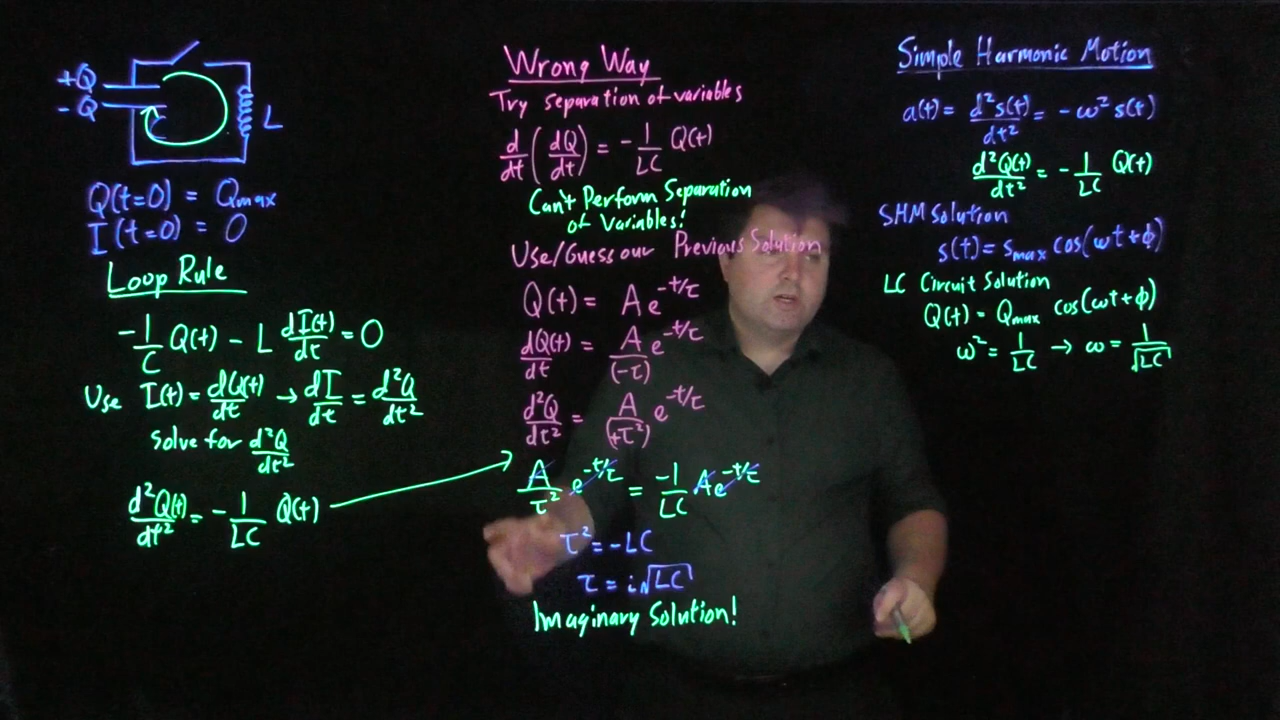 +Q
-Q
C
L
Q(t=0) = Qmax
I(t=0) = 0
Loop Rule
-1/C Q(t) - L dI(t)/dt = 0
Use I(t) = dQ(t)/dt → dI/dt = d²Q/dt²
Solve for d²Q/dt²
d²Q(t)/dt² = - 1/LC Q(t)
Wrong Way
Try separation of variables
d/dt (dQ/dt) = - 1/LC Q(t)
Can't Perform Separation
of Variables!
Use/Guess our Previous Solution
Q(t) = A e^-t/τ
dQ(t)/dt = A/(-τ) e^-t/τ
d²Q/dt² = A/(+τ²) e^-t/τ
A/τ² e^-t/τ = -1/LC A e^-t/τ
τ² = -LC
τ = i√LC
Imaginary Solution!
Simple Harmonic Motion
a(t) = d²s(t)/dt² = -ω² s(t)
d²Q(t)/dt² = - 1/LC Q(t)
SHM Solution
s(t) = smax cos(ωt + ϕ)
LC Circuit Solution
Q(t) = Qmax cos(ωt + ϕ)
ω² = 1/LC → ω = 1/√LC